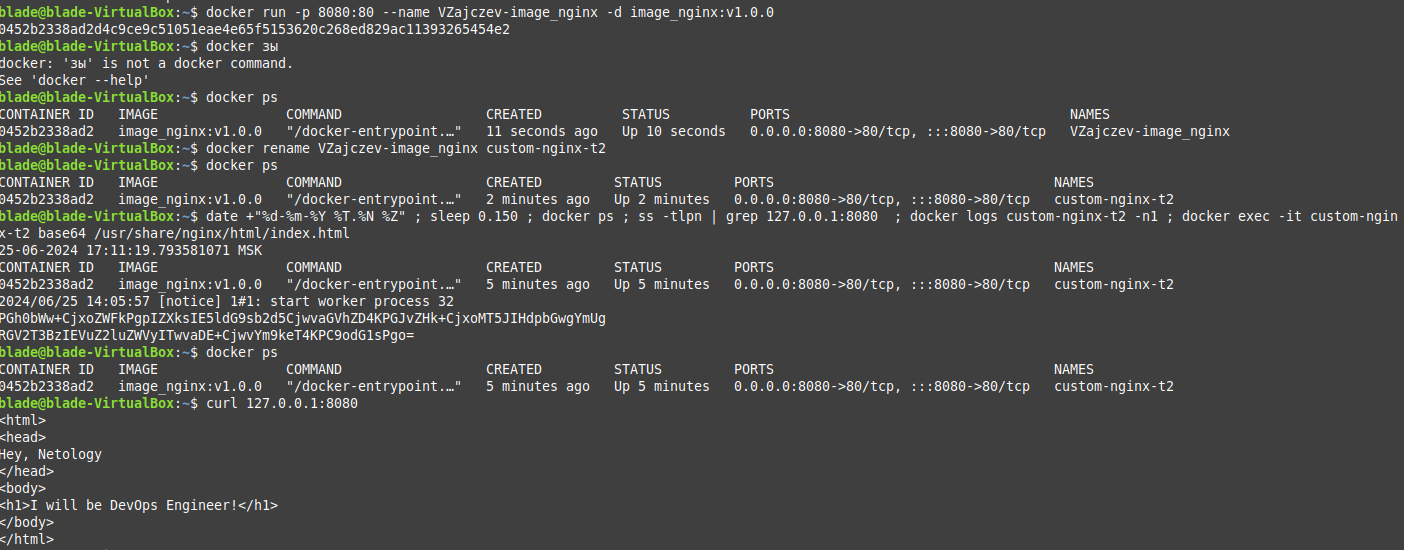 blade@blade-VirtualBox:~$ docker run -p 8080:80 --name VZajczev-image_nginx -d image_nginx:v1.0.0
0452b2338ad2d4c9ce9c51051eae4e65f5153620c268ed829ac11393265454e2
blade@blade-VirtualBox:~$ docker зы
docker: 'зы' is not a docker command.
See 'docker --help'
blade@blade-VirtualBox:~$ docker ps
CONTAINER ID   IMAGE                COMMAND                  CREATED          STATUS          PORTS                                   NAMES
0452b2338ad2   image_nginx:v1.0.0   "/docker-entrypoint.…"   11 seconds ago   Up 10 seconds   0.0.0.0:8080->80/tcp, :::8080->80/tcp   VZajczev-image_nginx
blade@blade-VirtualBox:~$ docker rename VZajczev-image_nginx custom-nginx-t2
blade@blade-VirtualBox:~$ docker ps
CONTAINER ID   IMAGE                COMMAND                  CREATED         STATUS         PORTS                                   NAMES
0452b2338ad2   image_nginx:v1.0.0   "/docker-entrypoint.…"   2 minutes ago   Up 2 minutes   0.0.0.0:8080->80/tcp, :::8080->80/tcp   custom-nginx-t2
blade@blade-VirtualBox:~$ date +"%d-%m-%Y %T.%N %Z" ; sleep 0.150 ; docker ps ; ss -tlpn | grep 127.0.0.1:8080  ; docker logs custom-nginx-t2 -n1 ; docker exec -it custom-ngin
x-t2 base64 /usr/share/nginx/html/index.html
25-06-2024 17:11:19.793581071 MSK
CONTAINER ID   IMAGE                COMMAND                  CREATED         STATUS         PORTS                                   NAMES
0452b2338ad2   image_nginx:v1.0.0   "/docker-entrypoint.…"   5 minutes ago   Up 5 minutes   0.0.0.0:8080->80/tcp, :::8080->80/tcp   custom-nginx-t2
2024/06/25 14:05:57 [notice] 1#1: start worker process 32
PGh0bWw+CjxoZWFkPgpIZXksIE5ldG9sb2d5CjwvaGVhZD4KPGJvZHk+CjxoMT5JIHdpbGwgYmUg
RGV2T3BzIEVuZ2luZWVyITwvaDE+CjwvYm9keT4KPC9odG1sPgo=
blade@blade-VirtualBox:~$ docker ps
CONTAINER ID   IMAGE                COMMAND                  CREATED         STATUS         PORTS                                   NAMES
0452b2338ad2   image_nginx:v1.0.0   "/docker-entrypoint.…"   5 minutes ago   Up 5 minutes   0.0.0.0:8080->80/tcp, :::8080->80/tcp   custom-nginx-t2
blade@blade-VirtualBox:~$ curl 127.0.0.1:8080
<html>
<head>
Hey, Netology
</head>
<body>
<h1>I will be DevOps Engineer!</h1>
</body>
</html>